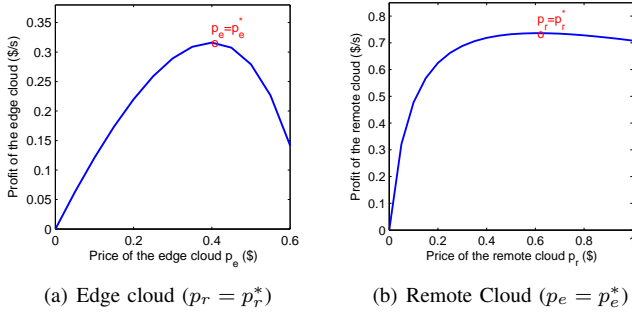 0.35
0.3
0.25
0.2
0.15
0.1
0.05
0
Profit of the edge cloud ($/s)
p_e=p_e^*
o
0 0.2 0.4 0.6
Price of the edge cloud p_e ($)
(a) Edge cloud (p_r = p_r^*)
0.8
0.7
0.6
0.5
0.4
0.3
0.2
0.1
0
Profit of the remote cloud ($/s)
p_r=p_r^*
o
0 0.2 0.4 0.6 0.8 1
Price of the remote cloud p_r ($)
(b) Remote Cloud (p_e = p_e^*)